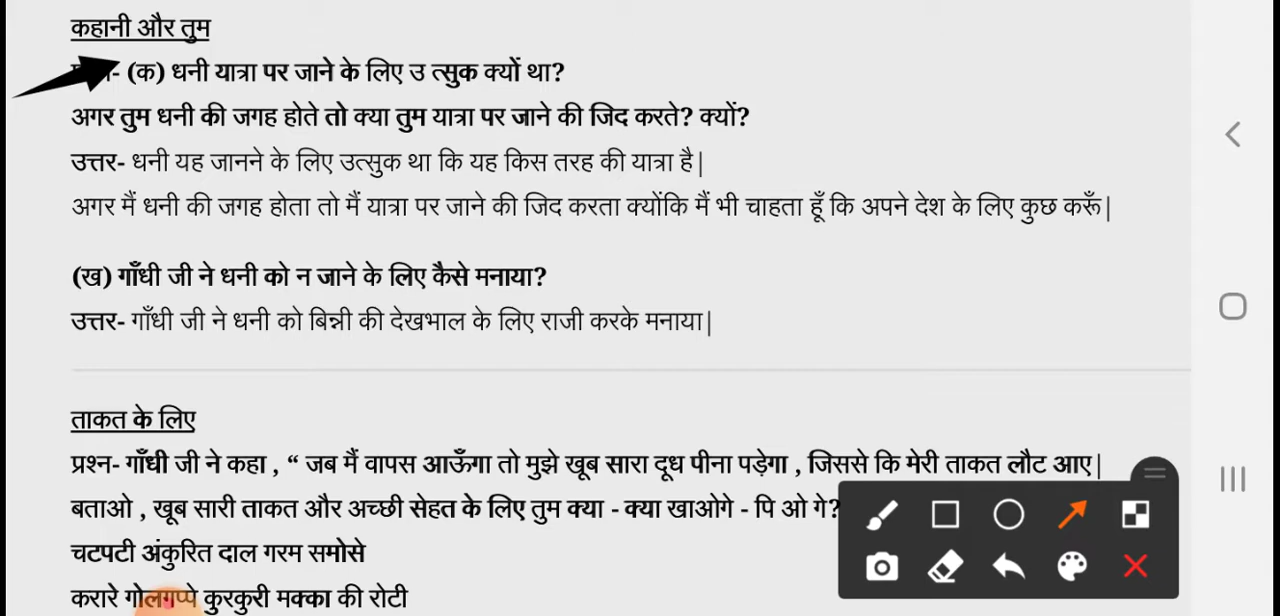 कहानी और तुम
(क) धनी यात्रा पर जाने के लिए उ त्सुक क्यों था?
अगर तुम धनी की जगह होते तो क्या तुम यात्रा पर जाने की जिद करते? क्यों?
उत्तर- धनी यह जानने के लिए उत्सुक था कि यह किस तरह की यात्रा है|
अगर मैं धनी की जगह होता तो मैं यात्रा पर जाने की जिद करता क्योंकि मैं भी चाहता हूँ कि अपने देश के लिए कुछ करूँ|
(ख) गाँधी जी ने धनी को न जाने के लिए कैसे मनाया?
उत्तर- गाँधी जी ने धनी को बिन्नी की देखभाल के लिए राजी करके मनाया|
ताकत के लिए
प्रश्न- गाँधी जी ने कहा , “ जब मैं वापस आऊँगा तो मुझे खूब सारा दूध पीना पड़ेगा , जिससे कि मेरी ताकत लौट आए|
बताओ , खूब सारी ताकत और अच्छी सेहत के लिए तुम क्या - क्या खाओगे - पि ओ गे?
चटपटी अंकुरित दाल गरम समोसे
करारे गोलगप्पे कुरकुरी मक्का की रोटी